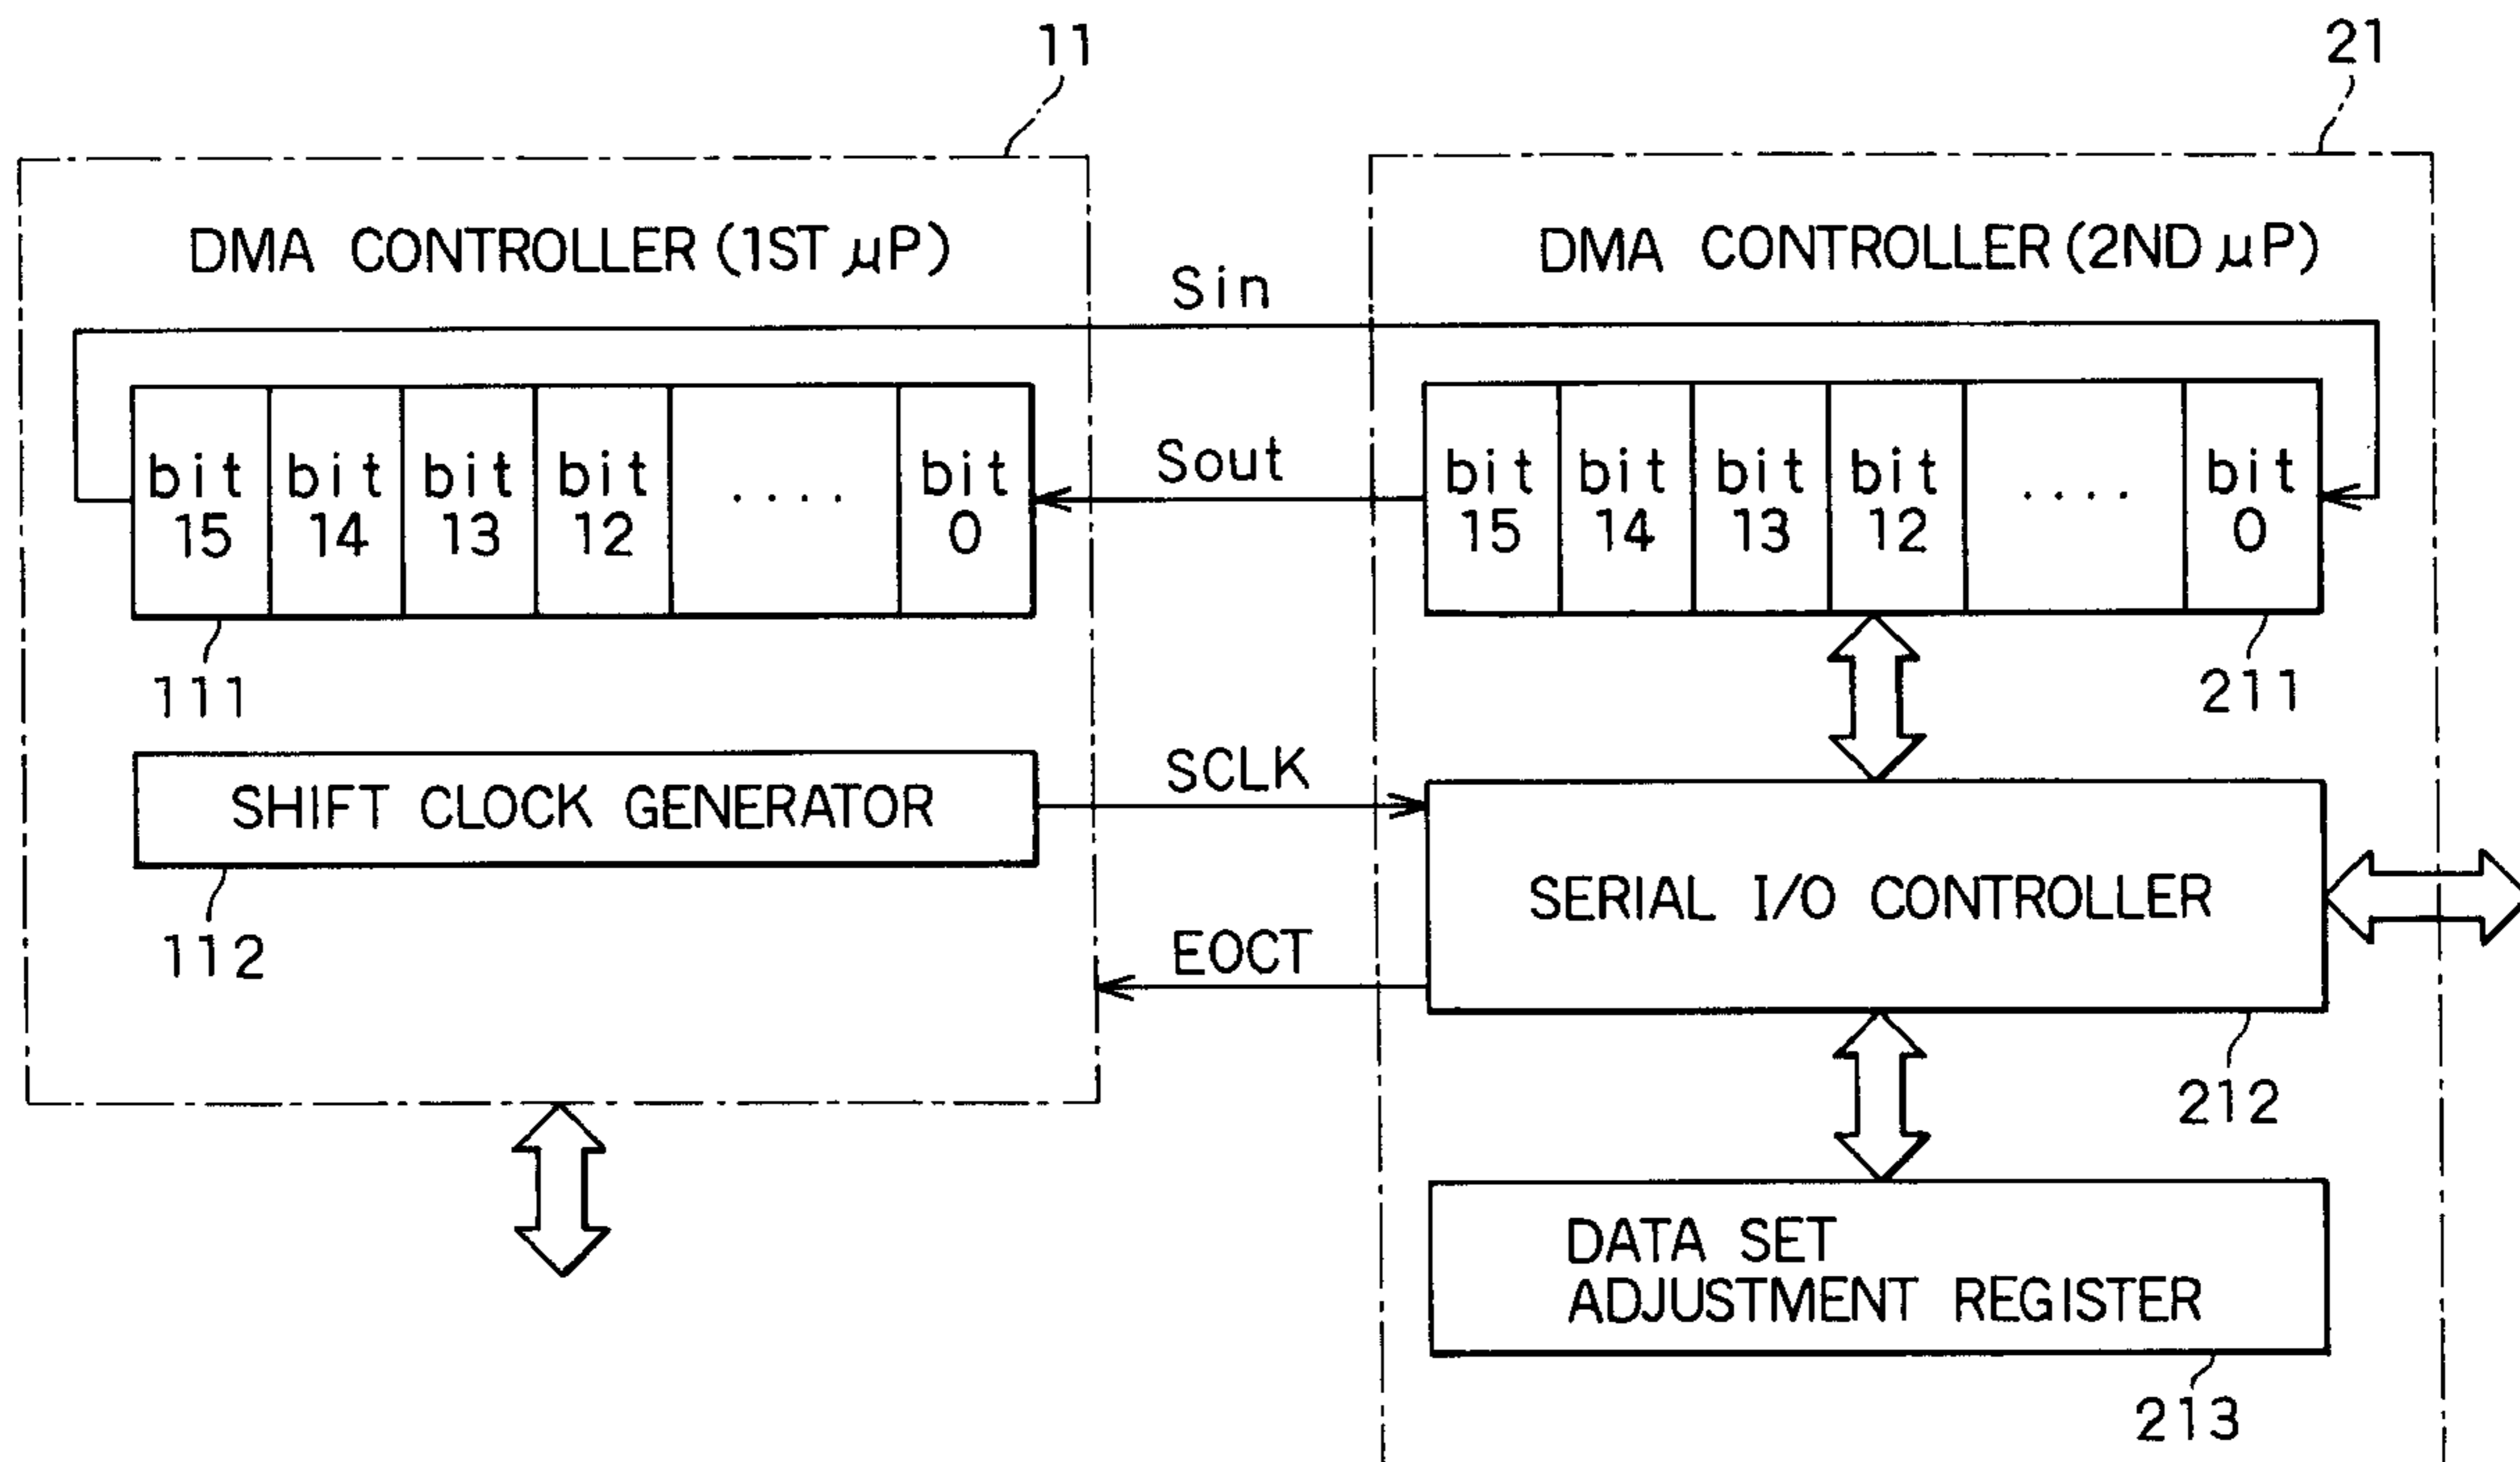 11
21
DMA CONTROLLER (1ST µP)
DMA CONTROLLER (2ND µP)
Sin
bit 15
bit 14
bit 13
bit 12
....
bit 0
Sout
bit 15
bit 14
bit 13
bit 12
....
bit 0
111
211
SHIFT CLOCK GENERATOR
SCLK
112
SERIAL I/O CONTROLLER
EOCT
212
DATA SET
ADJUSTMENT REGISTER
213